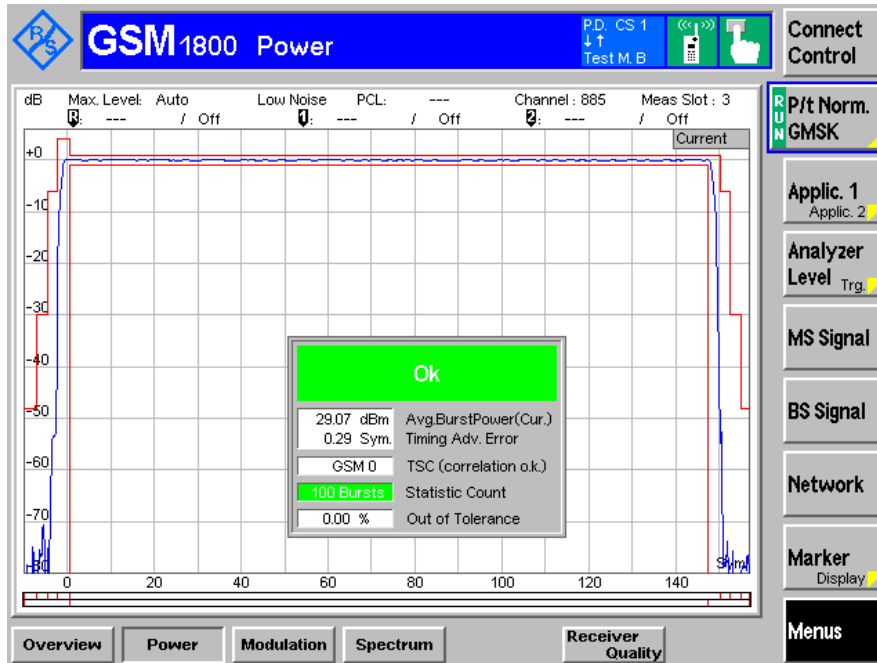 R&S
GSM1800 Power
P.D. CS 1
Test M. B
Connect Control
dB Max. Level: Auto Low Noise PCL: --- Channel : 885 Meas Slot : 3
R: --- / Off 1: --- / Off 2: --- / Off
Current
+0
-10
-20
-30
-40
-50
-60
-70
-80
0 20 40 60 80 100 120 140
Sym
Ok
29.07 dBm Avg.BurstPower(Cur.)
0.29 Sym. Timing Adv. Error
GSM 0 TSC (correlation o.k.)
100 Bursts Statistic Count
0.00 % Out of Tolerance
RUN
P/t Norm.
GMSK
Applic. 1
Applic. 2
Analyzer
Level Trg.
MS Signal
BS Signal
Network
Marker
Display
Menus
Overview Power Modulation Spectrum Receiver Quality